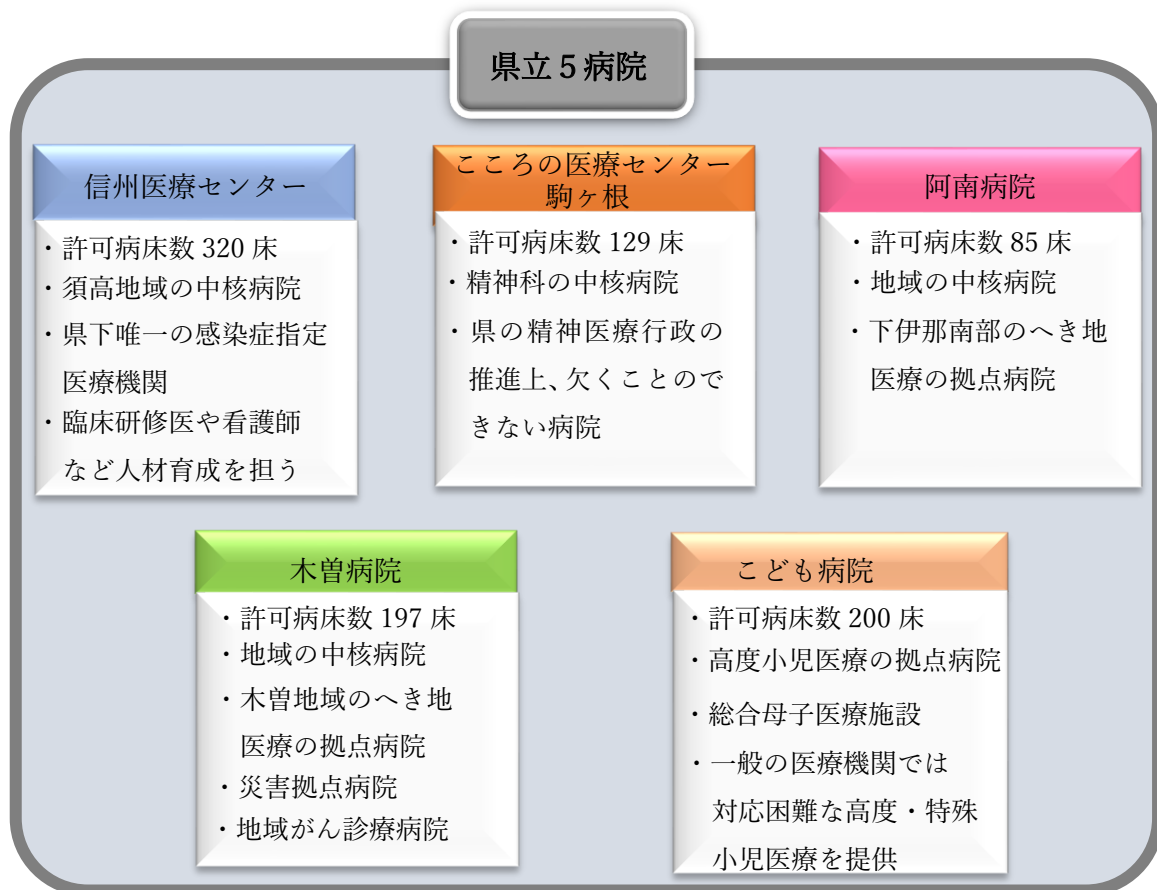 県立５病院
信州医療センター
・許可病床数 320 床
・須高地域の中核病院
・県下唯一の感染症指定
医療機関
・臨床研修医や看護師
など人材育成を担う
こころの医療センター
駒ヶ根
・許可病床数 129 床
・精神科の中核病院
・県の精神医療行政の
推進上、欠くことので
きない病院
阿南病院
・許可病床数 85 床
・地域の中核病院
・下伊那南部のへき地
医療の拠点病院
木曽病院
・許可病床数 197 床
・地域の中核病院
・木曽地域のへき地
医療の拠点病院
・災害拠点病院
・地域がん診療病院
こども病院
・許可病床数 200 床
・高度小児医療の拠点病院
・総合母子医療施設
・一般の医療機関では
対応困難な高度・特殊
小児医療を提供